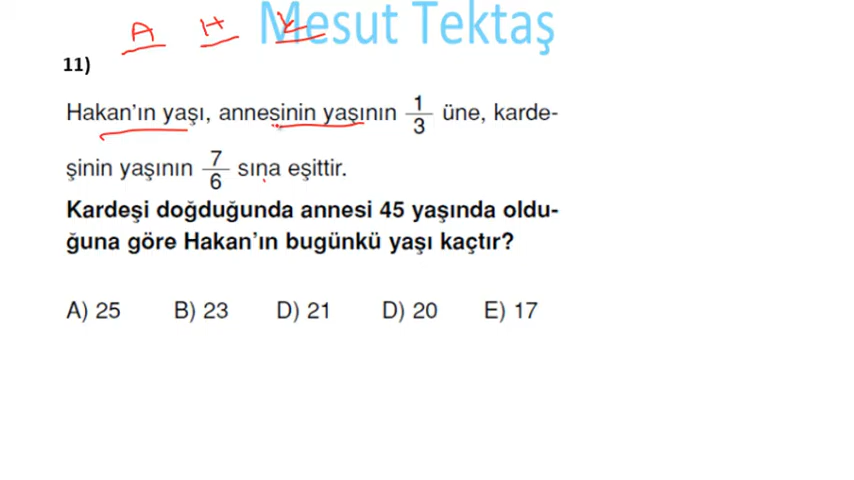 A H K Mesut Tektaş
11)
Hakan'ın yaşı, annesinin yaşının 1/3 üne, karde-
şinin yaşının 7/6 sına eşittir.
Kardeşi doğduğunda annesi 45 yaşında oldu-
ğuna göre Hakan'ın bugünkü yaşı kaçtır?
A) 25 B) 23 D) 21 D) 20 E) 17